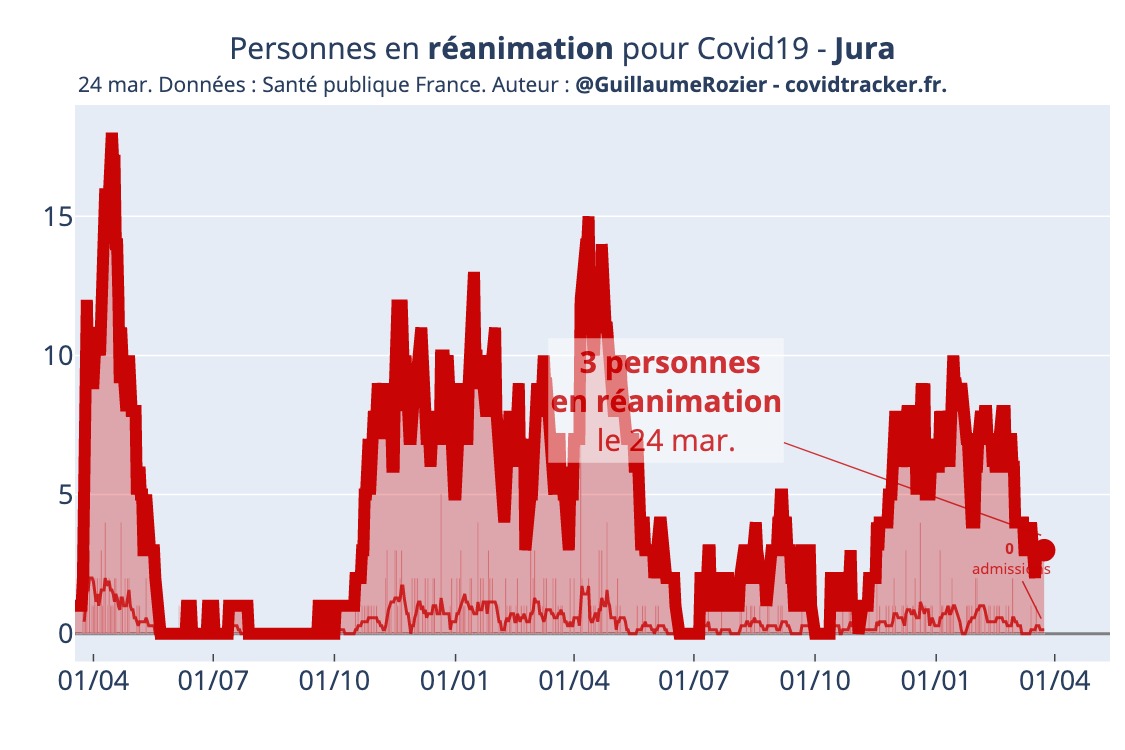 Personnes en réanimation pour Covid19 - Jura
24 mar. Données : Santé publique France. Auteur : @GuillaumeRozier - covidtracker.fr.
15
10
3 personnes
en réanimation
le 24 mar.
5
0
admissions
0
01/04 01/07 01/10 01/01 01/04 01/07 01/10 01/01 01/04